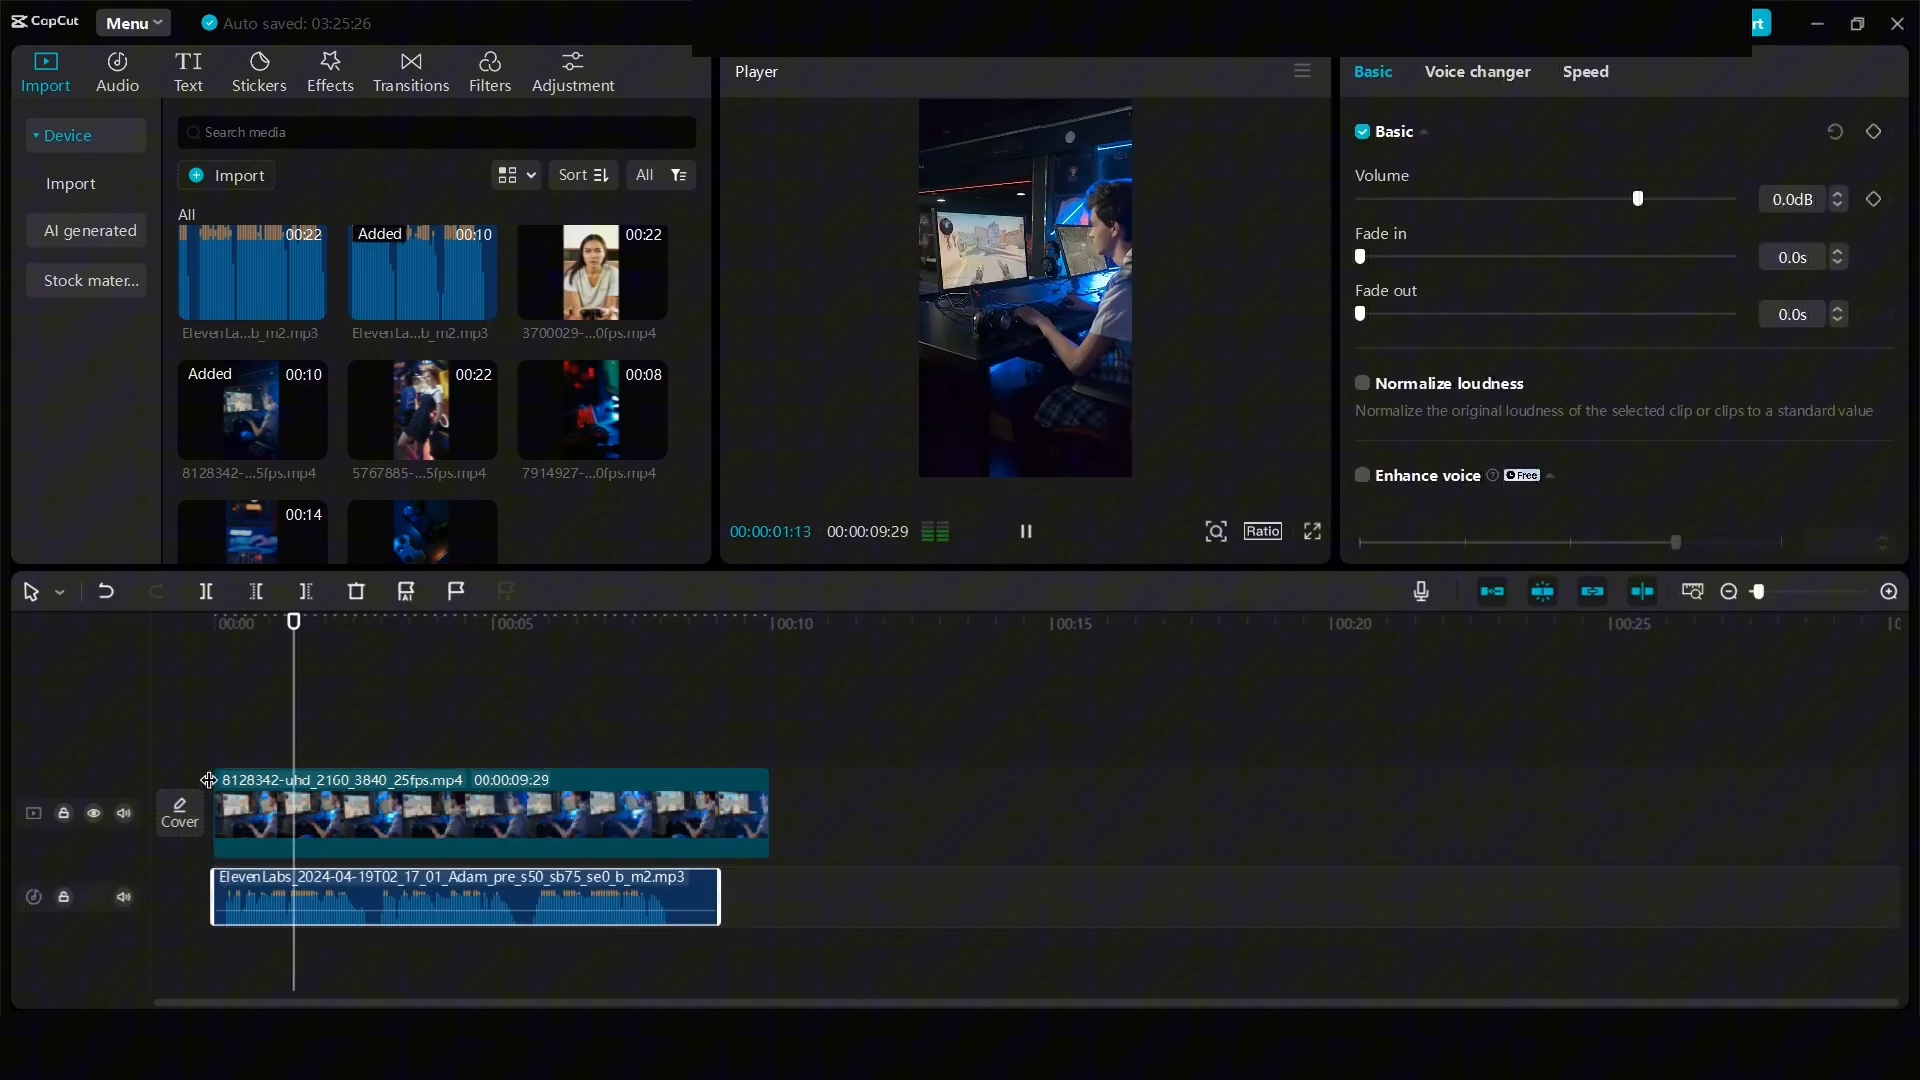 CapCut
Menu
Auto saved: 03:25:26
rt
Import
Audio
TI
Text
Stickers
Effects
Transitions
Filters
Adjustment
Device
Import
AI generated
Stock mater...
Search media
Import
Sort
All
All
00:22
Added
00:10
00:22
ElevenLa...b_m2.mp3
ElevenLa...b_m2.mp3
3700029-...0fps.mp4
Added
00:10
00:22
00:08
8128342-...5fps.mp4
5767885-...5fps.mp4
7914927-...0fps.mp4
00:14
Player
00:00:01:13
00:00:09:29
Ratio
Basic
Voice changer
Speed
Basic
Volume
0.0dB
Fade in
0.0s
Fade out
0.0s
Normalize loudness
Normalize the original loudness of the selected clip or clips to a standard value
Enhance voice
Free
00:00
00:05
00:10
00:15
00:20
00:25
Cover
8128342-uhd_2160_3840_25fps.mp4 00:00:09:29
ElevenLabs_2024-04-19T02_17_01_Adam_pre_s50_sb75_se0_b_m2.mp3